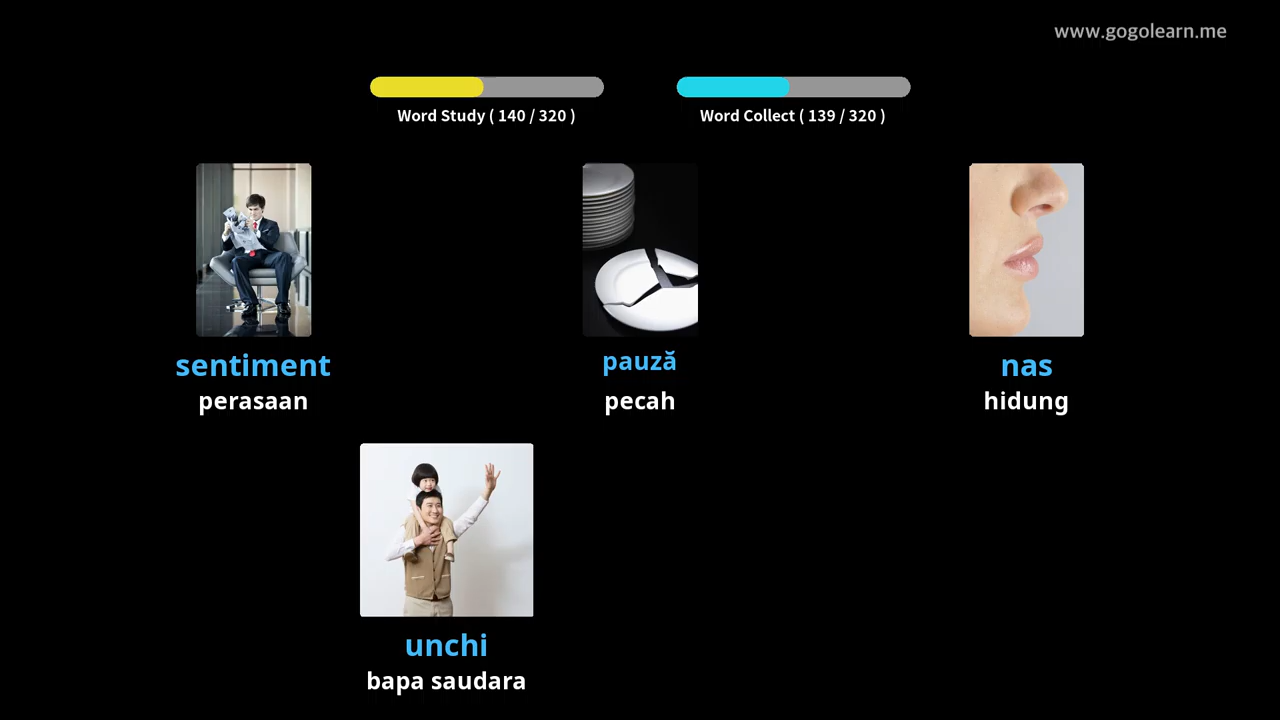 www.gogolearn.me
Word Study ( 140 / 320 )
Word Collect ( 139 / 320 )
sentiment
perasaan
pauză
pecah
nas
hidung
unchi
bapa saudara